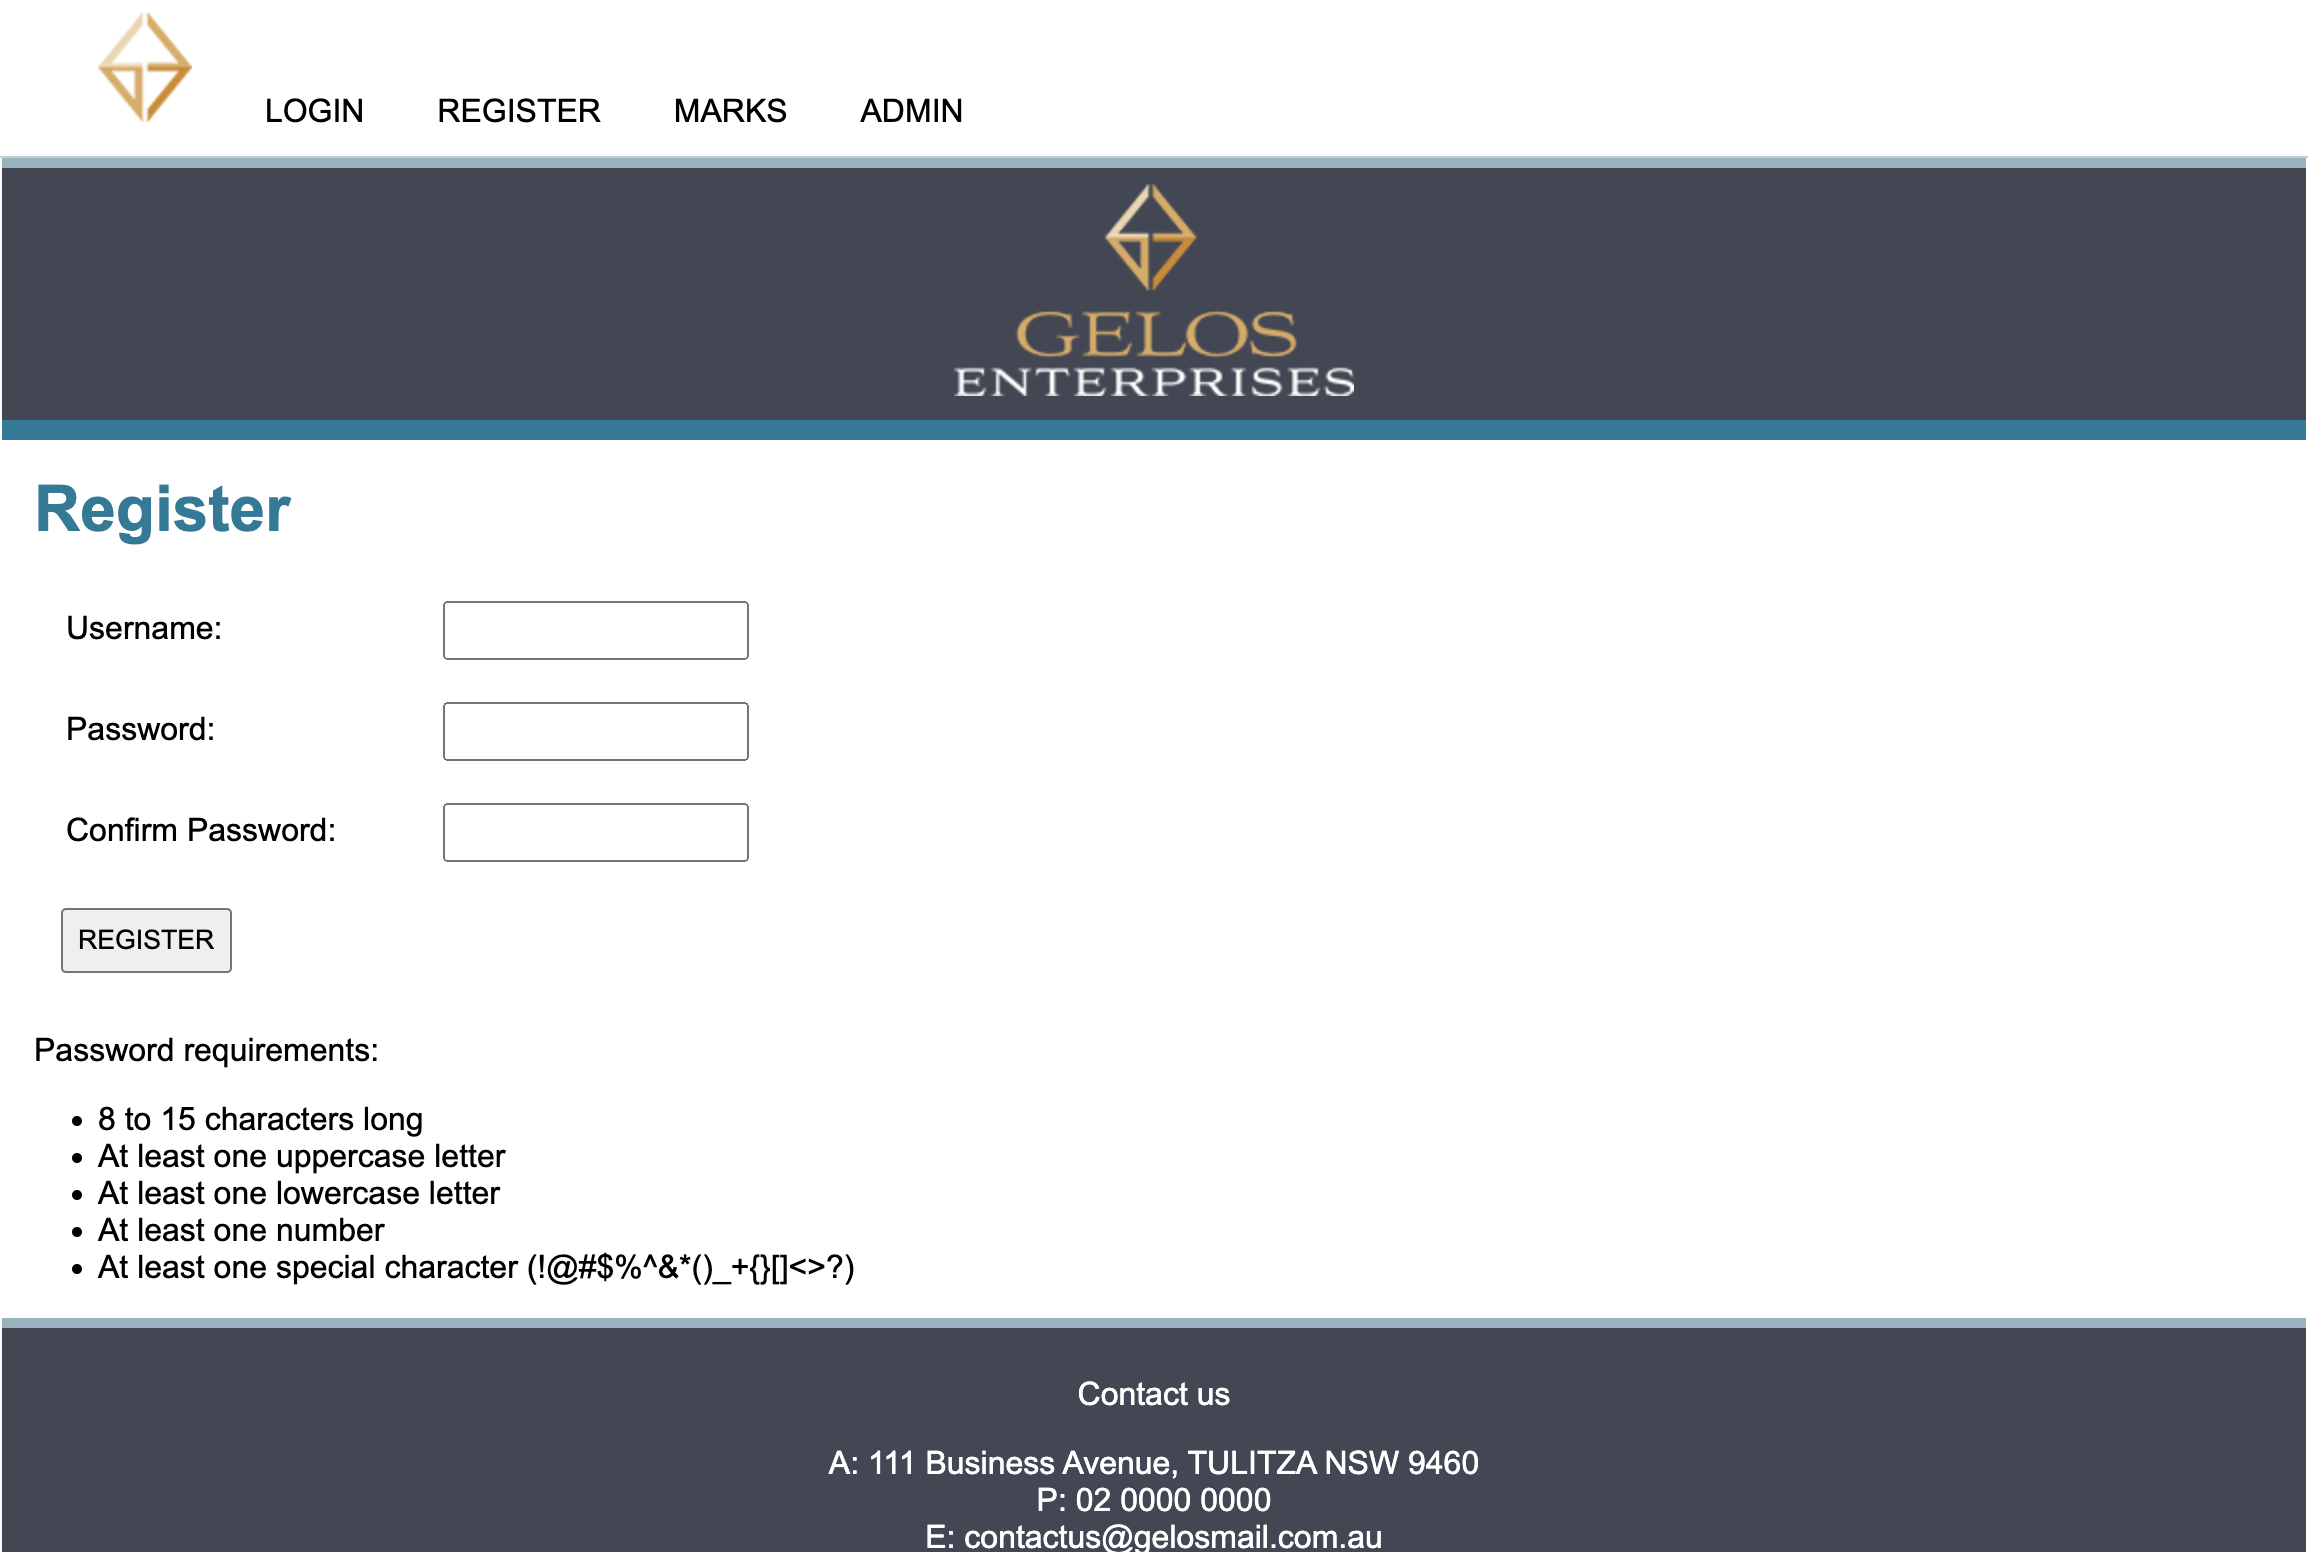 LOGIN REGISTER MARKS ADMIN
GELOS
ENTERPRISES
Register
Username:
Password:
Confirm Password:
REGISTER
Password requirements:
• 8 to 15 characters long
• At least one uppercase letter
• At least one lowercase letter
• At least one number
• At least one special character (!@#$%^&*()_+{}[]<>?)
Contact us
A: 111 Business Avenue, TULITZA NSW 9460
P: 02 0000 0000
E: contactus@gelosmail.com.au